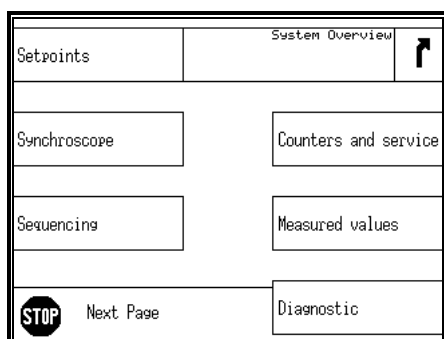 System Overview
Setpoints
Synchroscope
Counters and service
Sequencing
Measured values
STOP
Next Page
Diagnostic